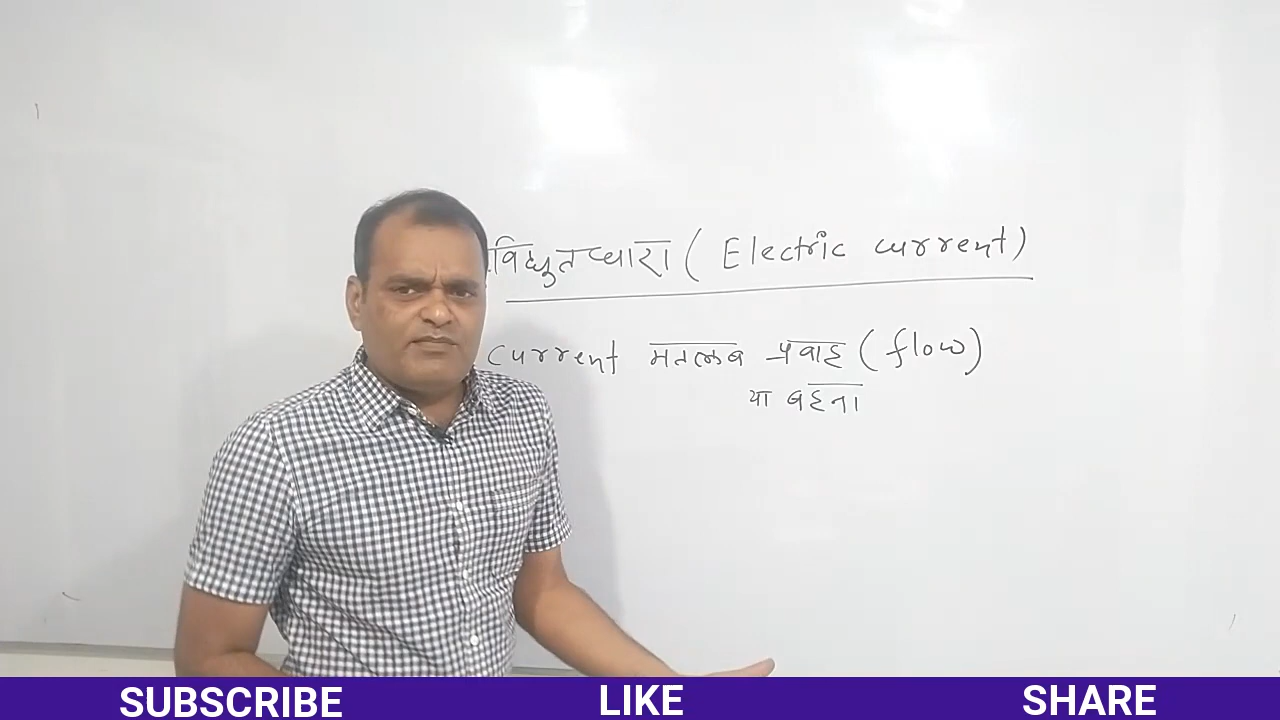 विद्युतधारा ( Electric current )
current मतलब प्रवाह ( flow )
या बहना
SUBSCRIBE LIKE SHARE